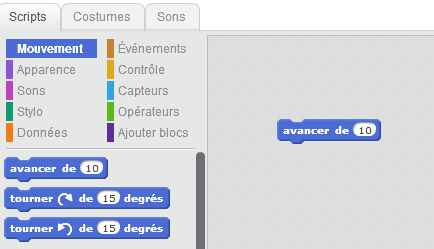 Scripts Costumes Sons
Mouvement Événements
Apparence Contrôle
Sons Capteurs
Stylo Opérateurs
Données Ajouter blocs
avancer de 10
tourner de 15 degrés
tourner de 15 degrés
avancer de 10